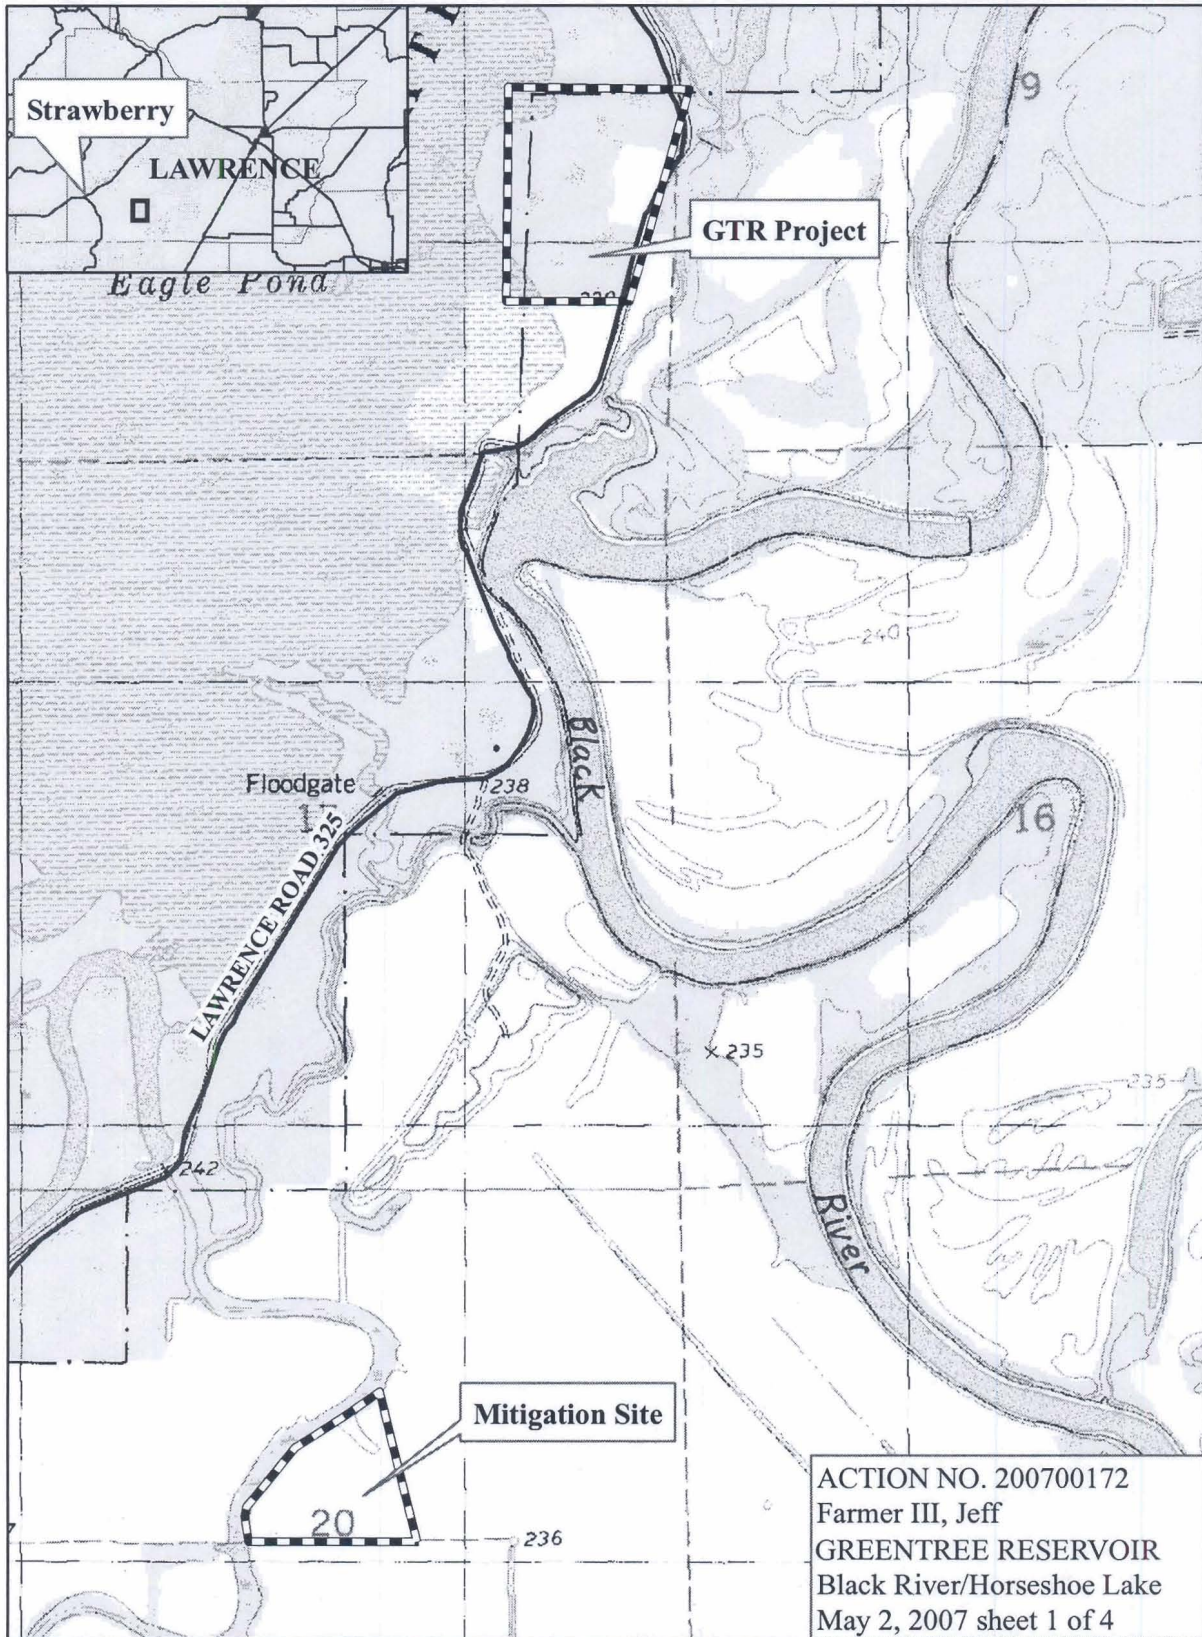 Strawberry
LAWRENCE
Eagle Pond
9
GTR Project
240
Black
Floodgate
238
16
LAWRENCE ROAD 325
235
235
242
River
Mitigation Site
20
236
ACTION NO. 200700172
Farmer III, Jeff
GREENTREE RESERVOIR
Black River/Horseshoe Lake
May 2, 2007 sheet 1 of 4